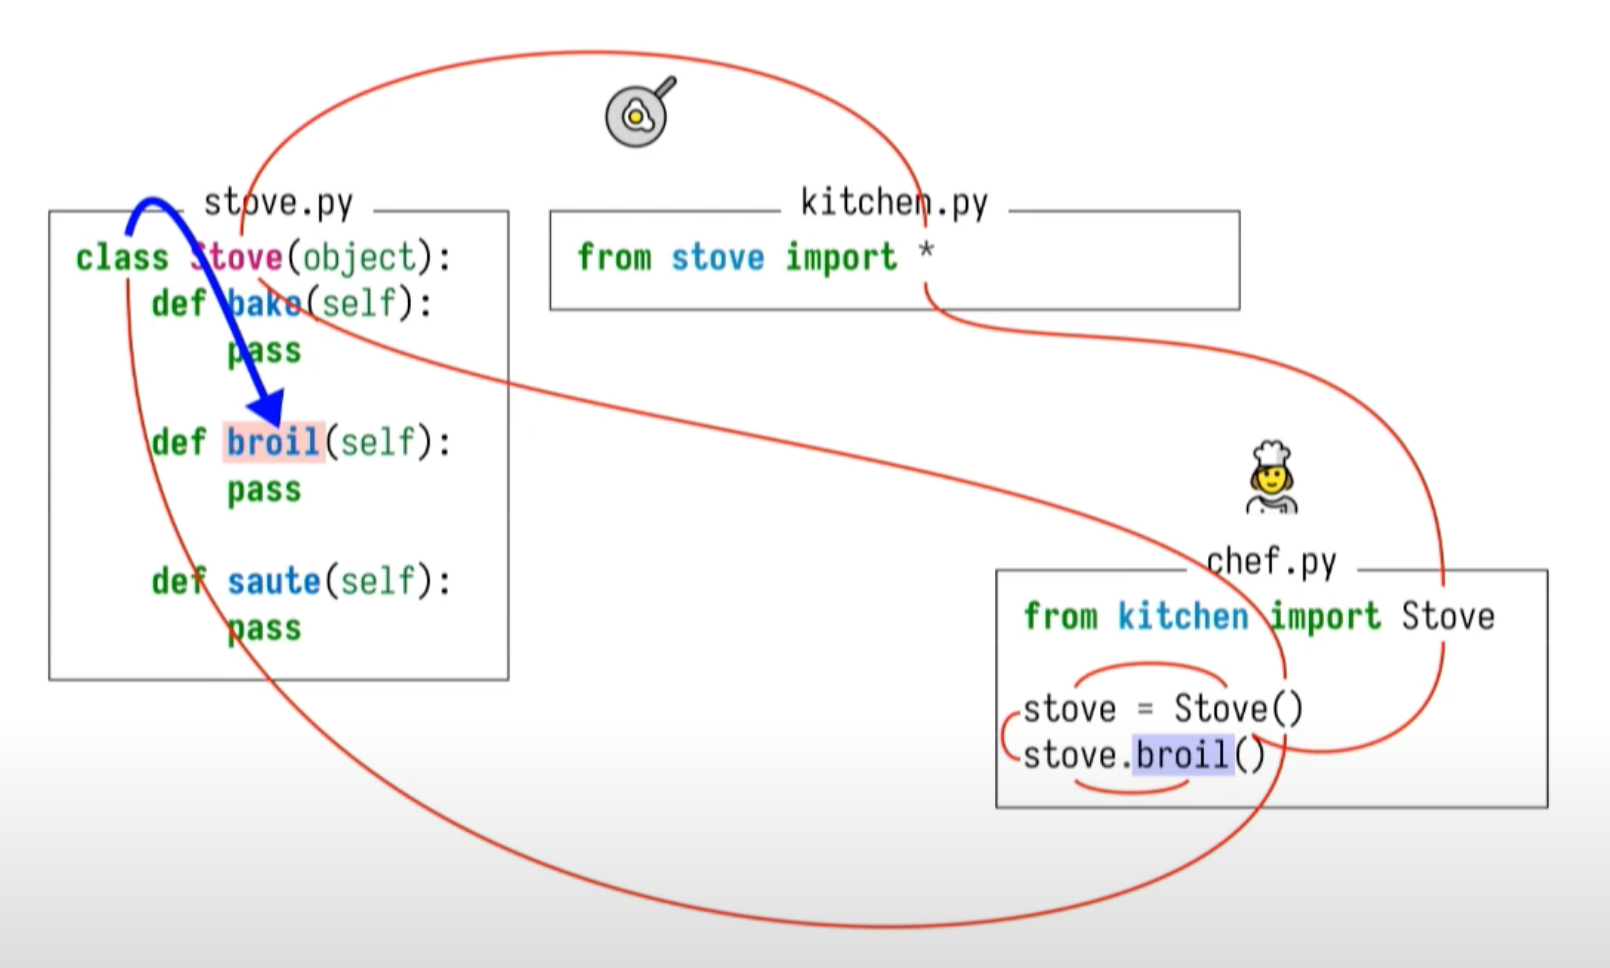 stove.py
class Stove(object):
def bake(self):
pass
def broil(self):
pass
def saute(self):
pass
kitchen.py
from stove import *
chef.py
from kitchen import Stove
stove = Stove()
stove.broil()